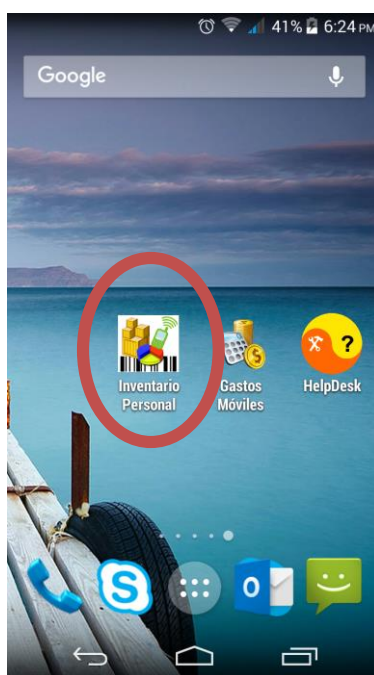 41% 6:24 PM
Google
Inventario
Personal
Gastos
Móviles
HelpDesk
?
S
O